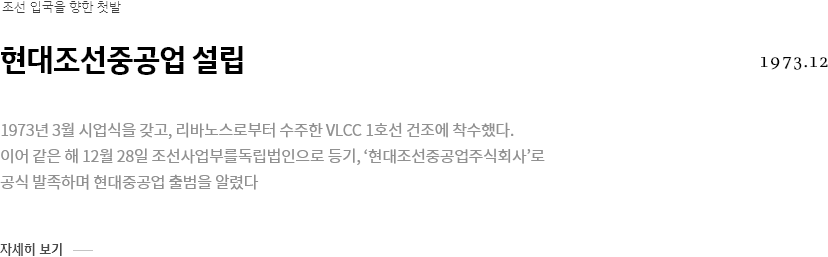 조선 입국을 향한 첫발
현대조선중공업 설립
1973.12
1973년 3월 시업식을 갖고, 리바노스로부터 수주한 VLCC 1호선 건조에 착수했다.
이어 같은 해 12월 28일 조선사업부를독립법인으로 등기, ‘현대조선중공업주식회사’로
공식 발족하며 현대중공업 출범을 알렸다
자세히 보기